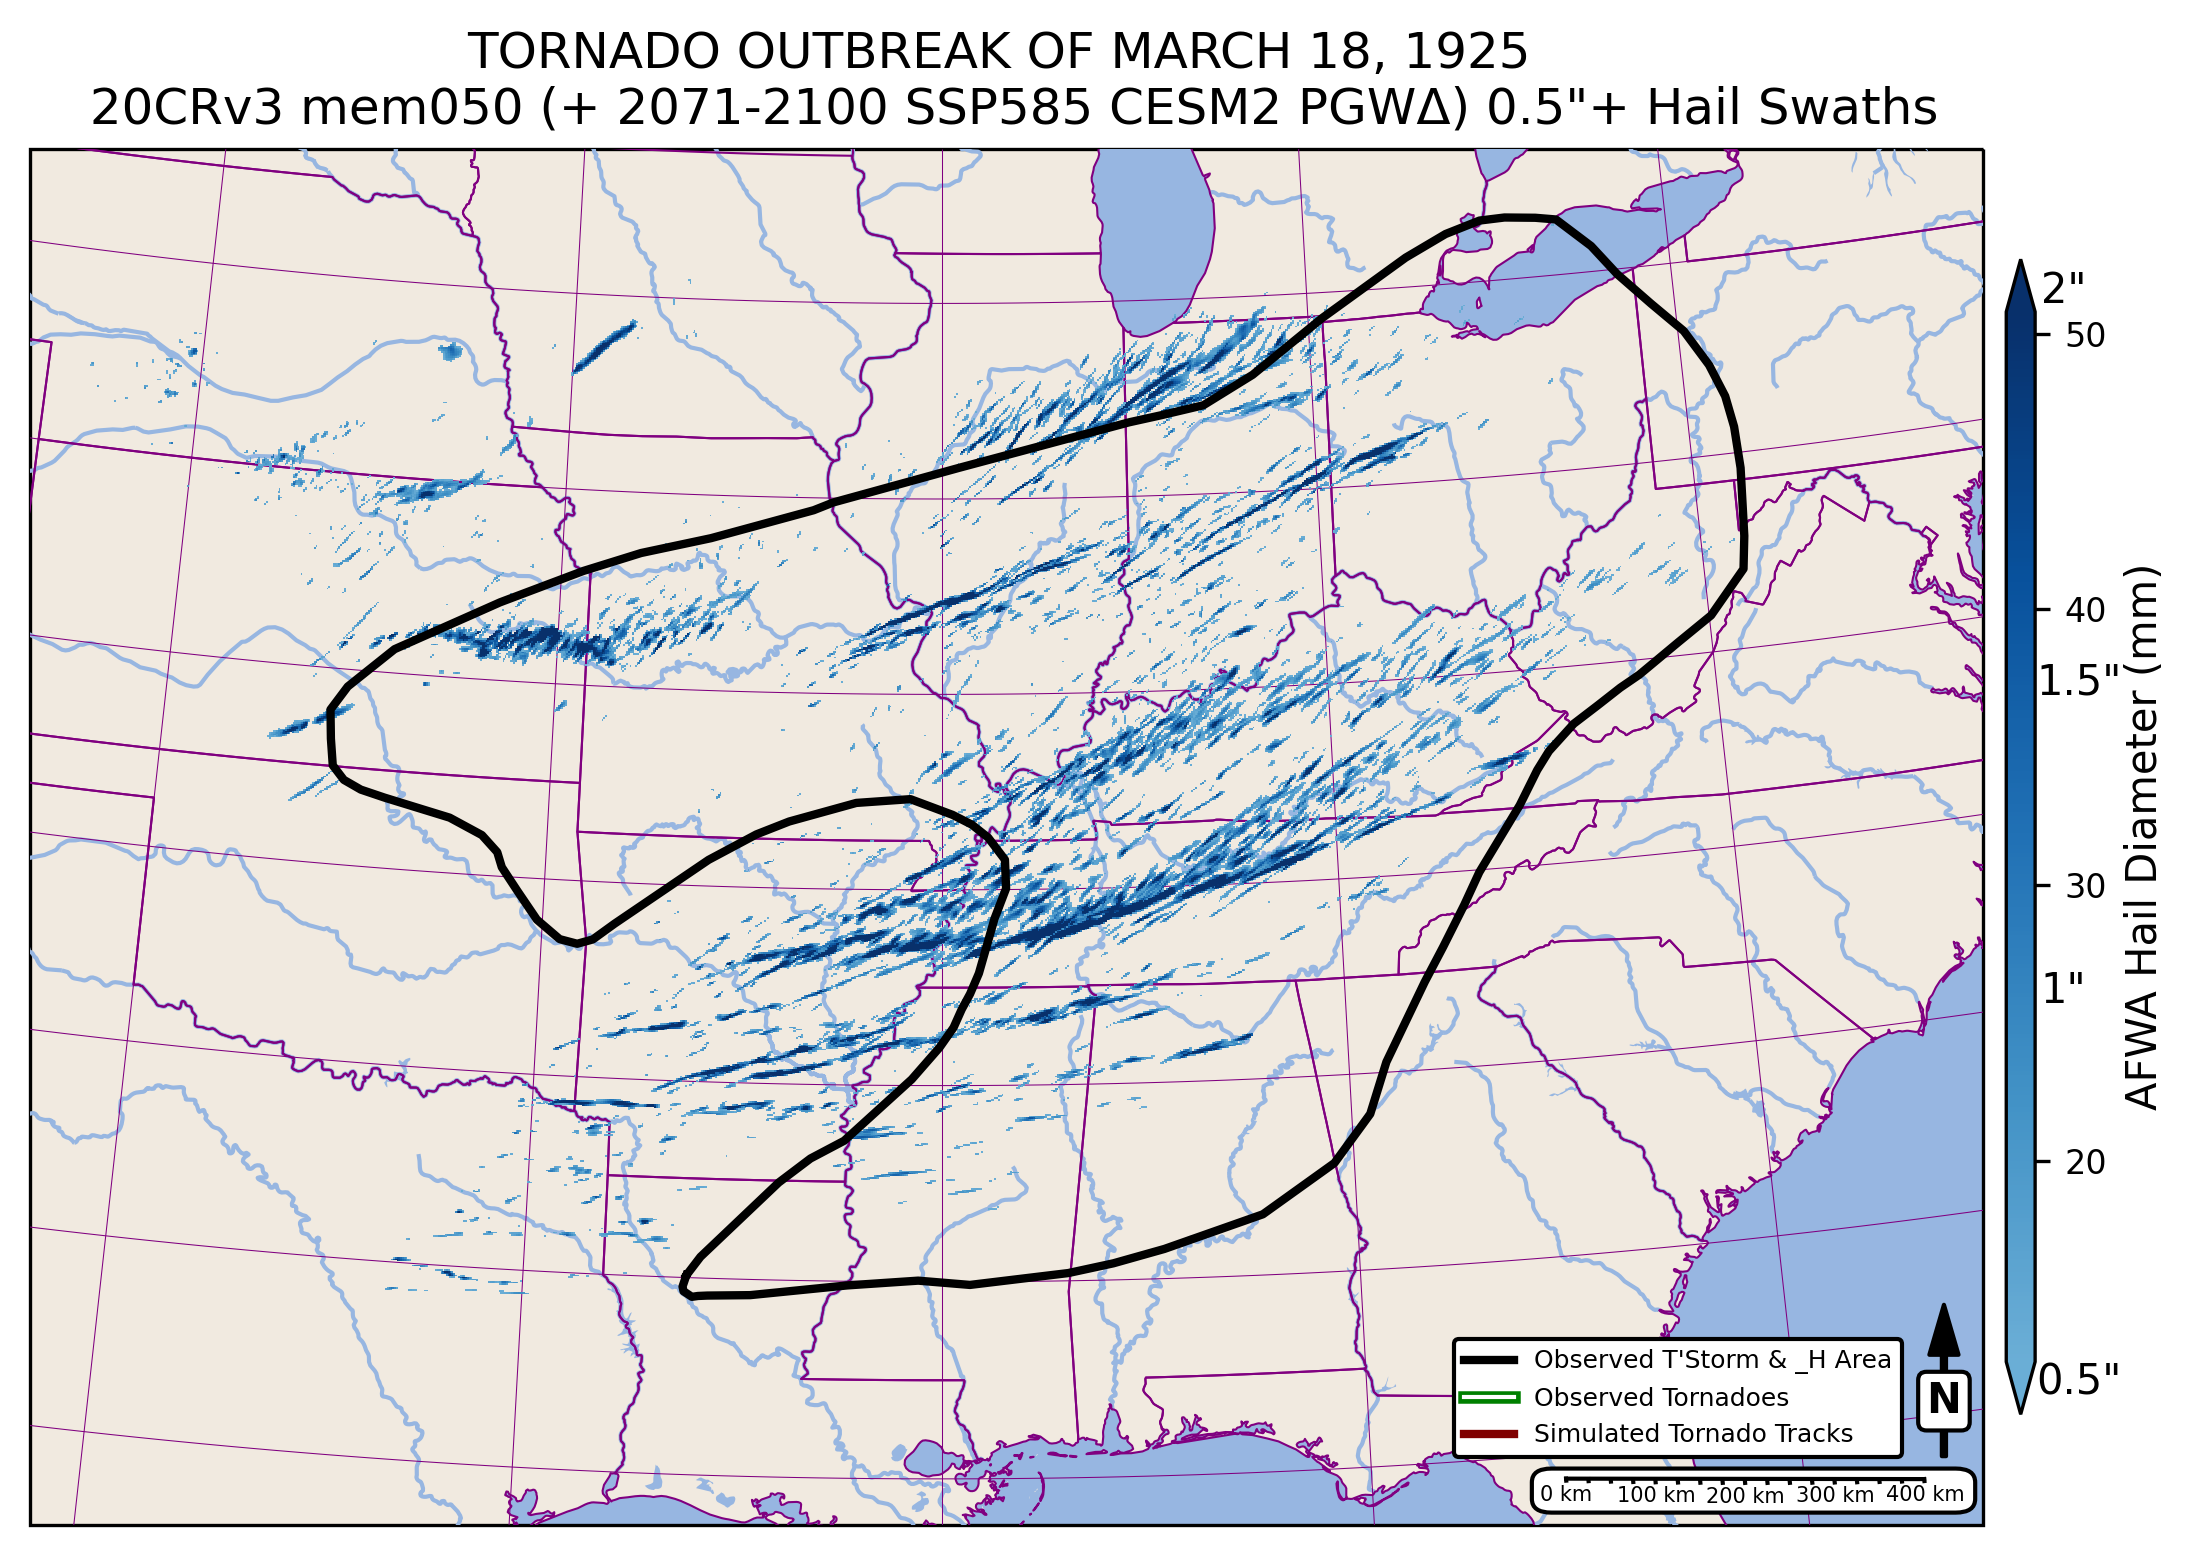 TORNADO OUTBREAK OF MARCH 18, 1925
20CRv3 mem050 (+ 2071-2100 SSP585 CESM2 PGWΔ) 0.5"+ Hail Swaths
2"
50
40
1.5"
30
1"
20
0.5"
AFWA Hail Diameter (mm)
Observed T'Storm & _H Area
Observed Tornadoes
Simulated Tornado Tracks
N
0 km 100 km 200 km 300 km 400 km